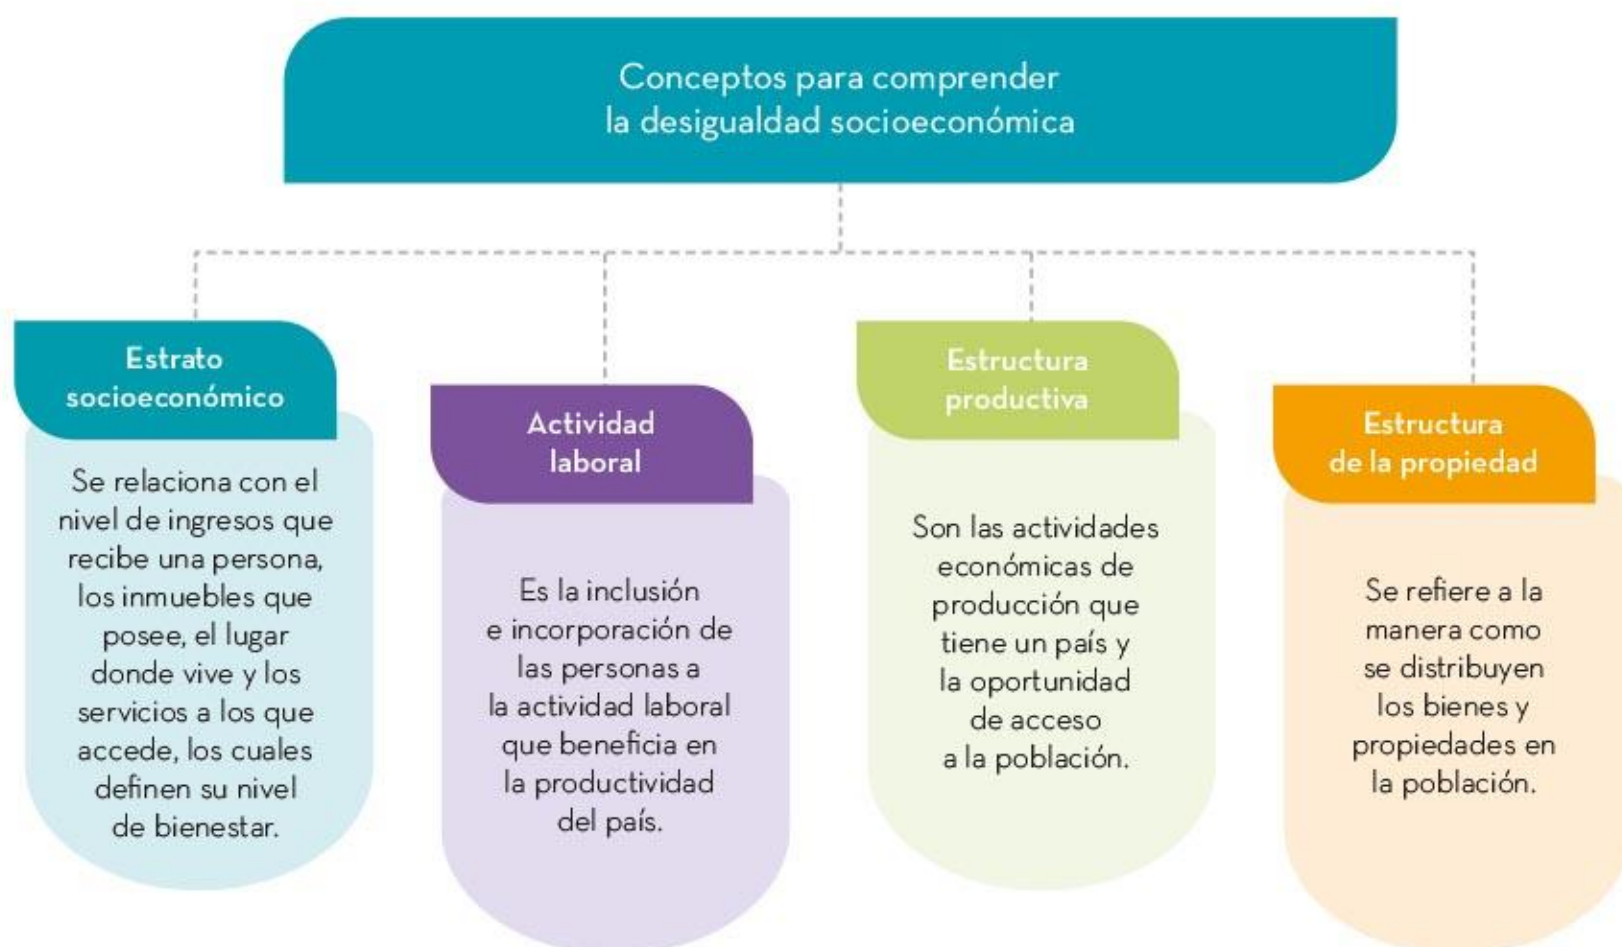 Conceptos para comprender
la desigualdad socioeconómica
Estrato
socioeconómico
Se relaciona con el
nivel de ingresos que
recibe una persona,
los inmuebles que
posee, el lugar
donde vive y los
servicios a los que
accede, los cuales
definen su nivel
de bienestar.
Actividad
laboral
Es la inclusión
e incorporación de
las personas a
la actividad laboral
que beneficia en
la productividad
del país.
Estructura
productiva
Son las actividades
económicas de
producción que
tiene un país y
la oportunidad
de acceso
a la población.
Estructura
de la propiedad
Se refiere a la
manera como
se distribuyen
los bienes y
propiedades en
la población.